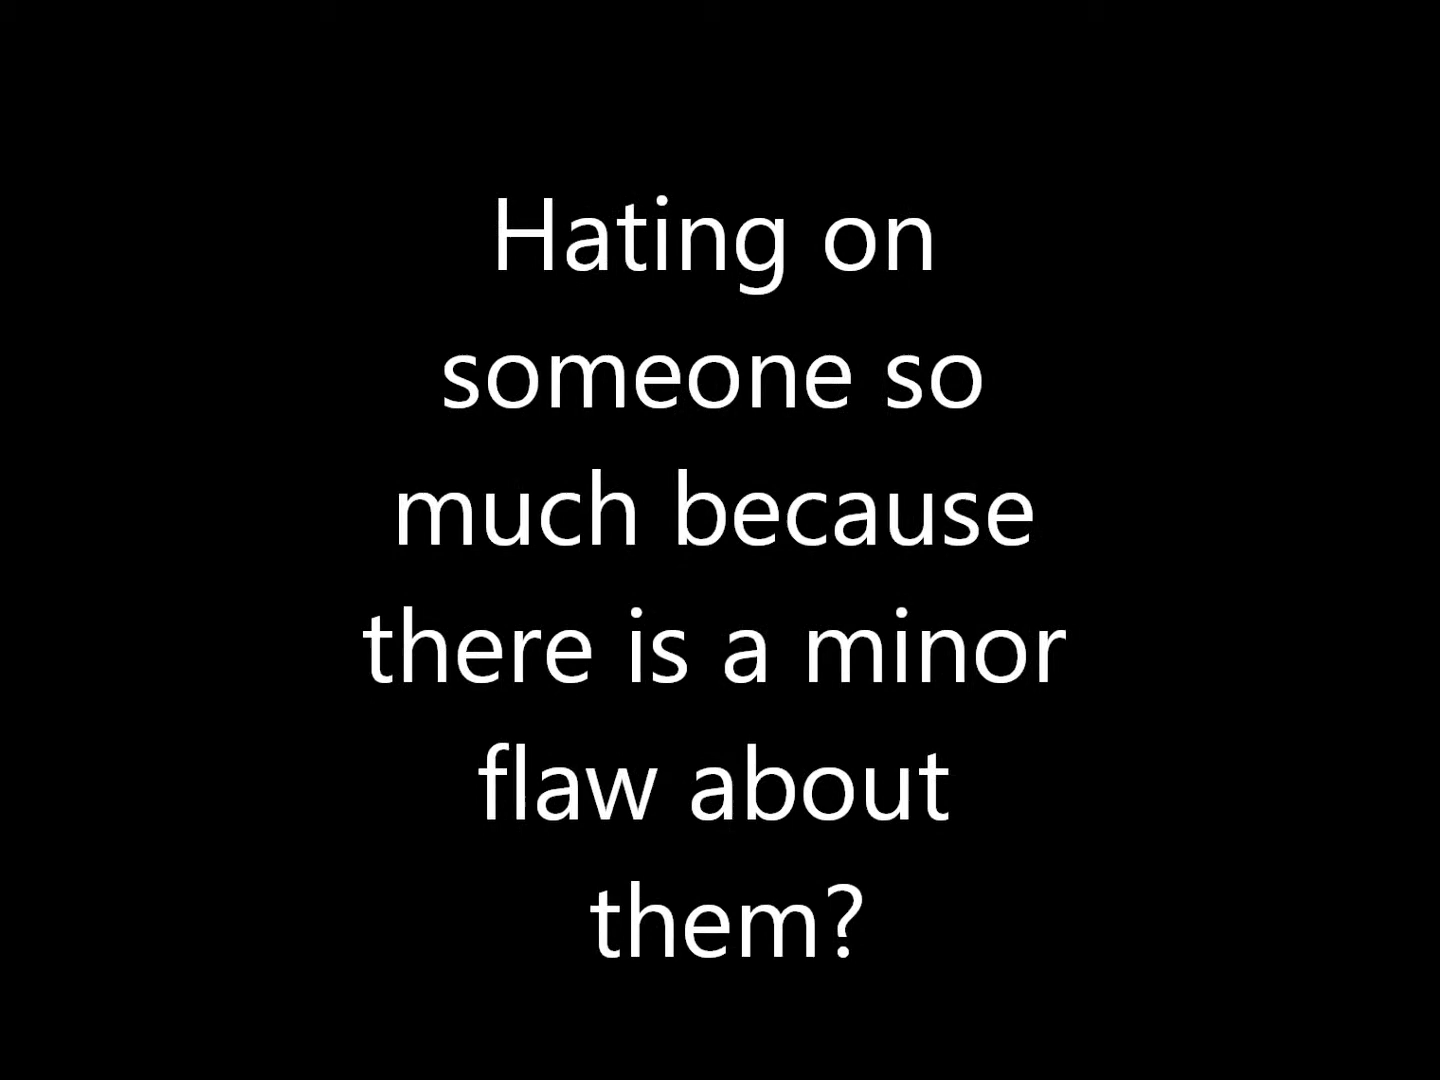 Hating on
someone so
much because
there is a minor
flaw about
them?